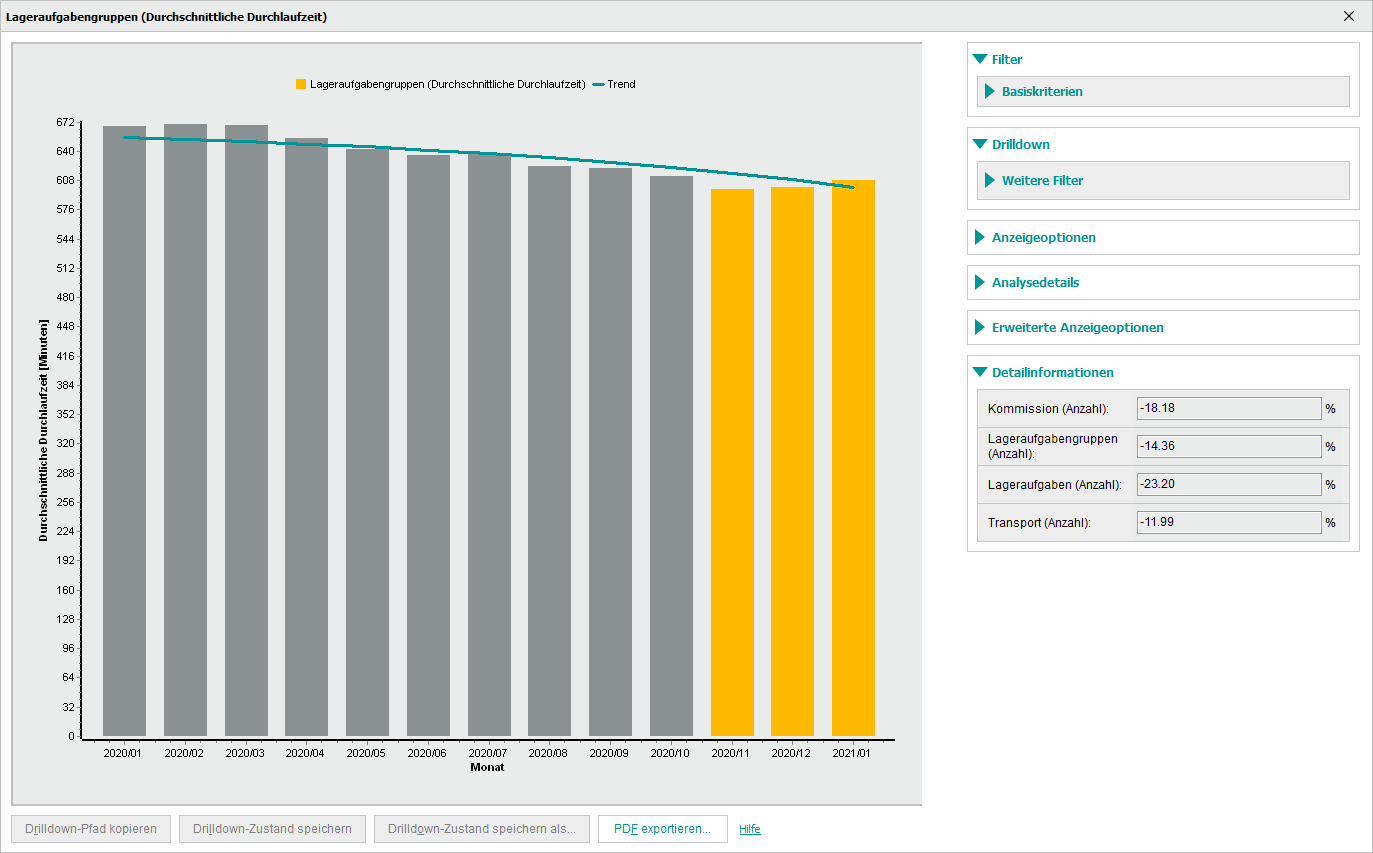 Lageraufgabengruppen (Durchschnittliche Durchlaufzeit)
Lageraufgabengruppen (Durchschnittliche Durchlaufzeit) Trend
Durchschnittliche Durchlaufzeit [Minuten]
672
640
608
576
544
512
480
448
416
384
352
320
288
256
224
192
160
128
96
64
32
0
2020/01 2020/02 2020/03 2020/04 2020/05 2020/06 2020/07 2020/08 2020/09 2020/10 2020/11 2020/12 2021/01
Monat
Filter
Basiskriterien
Drilldown
Weitere Filter
Anzeigeoptionen
Analysedetails
Erweiterte Anzeigeoptionen
Detailinformationen
Kommission (Anzahl): -18.18 %
Lageraufgabengruppen
(Anzahl): -14.36 %
Lageraufgaben (Anzahl): -23.20 %
Transport (Anzahl): -11.99 %
Drilldown-Pfad kopieren Drilldown-Zustand speichern Drilldown-Zustand speichern als... PDF exportieren... Hilfe